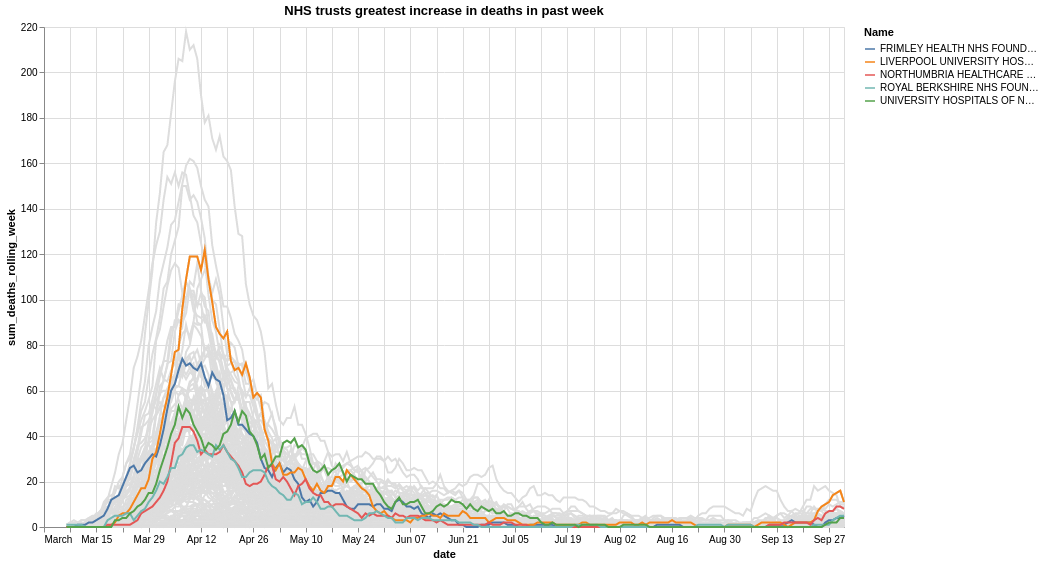 NHS trusts greatest increase in deaths in past week
Name
FRIMLEY HEALTH NHS FOUND…
LIVERPOOL UNIVERSITY HOS…
NORTHUMBRIA HEALTHCARE …
ROYAL BERKSHIRE NHS FOUN…
UNIVERSITY HOSPITALS OF N…
sum_deaths_rolling_week
220
200
180
160
140
120
100
80
60
40
20
0
March Mar 15 Mar 29 Apr 12 Apr 26 May 10 May 24 Jun 07 Jun 21 Jul 05 Jul 19 Aug 02 Aug 16 Aug 30 Sep 13 Sep 27
date